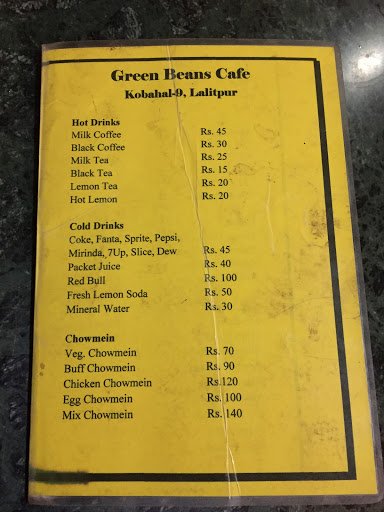 Green Beans Cafe
Kobahal-9, Lalitpur
Hot Drinks
Milk Coffee Rs. 45
Black Coffee Rs. 30
Milk Tea Rs. 25
Black Tea Rs. 15
Lemon Tea Rs. 20
Hot Lemon Rs. 20
Cold Drinks
Coke, Fanta, Sprite, Pepsi,
Mirinda, 7Up, Slice, Dew Rs. 45
Packet Juice Rs. 40
Red Bull Rs. 100
Fresh Lemon Soda Rs. 50
Mineral Water Rs. 30
Chowmein
Veg. Chowmein Rs. 70
Buff Chowmein Rs. 90
Chicken Chowmein Rs.120
Egg Chowmein Rs. 100
Mix Chowmein Rs. 140